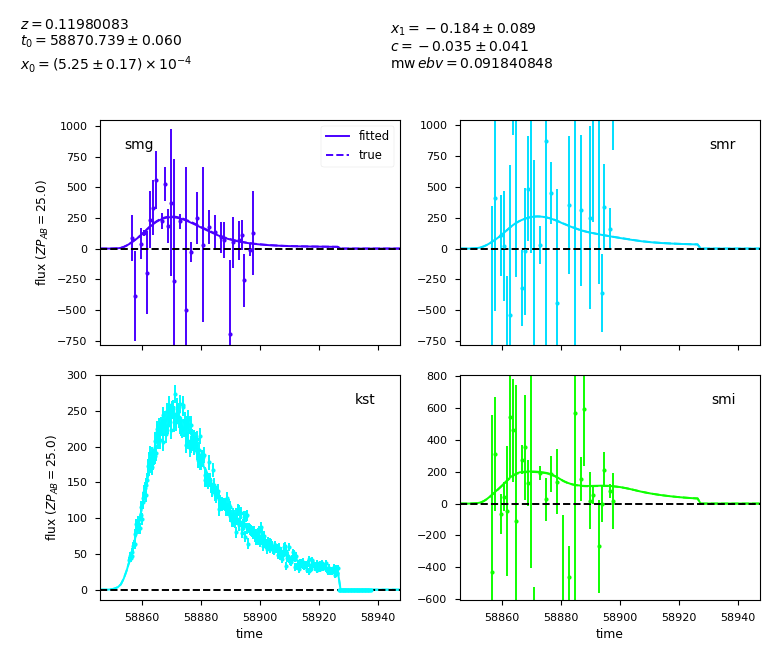 z = 0.11980083
t₀ = 58870.739 ± 0.060
x₀ = (5.25 ± 0.17) × 10⁻⁴
x₁ = −0.184 ± 0.089
c = −0.035 ± 0.041
mw ebv = 0.091840848
smg
fitted
true
1000
750
500
250
0
−250
−500
−750
flux (ZP_AB = 25.0)
smr
1000
750
500
250
0
−250
−500
−750
kst
300
250
200
150
100
50
0
flux (ZP_AB = 25.0)
58860 58880 58900 58920 58940
time
smi
800
600
400
200
0
−200
−400
−600
58860 58880 58900 58920 58940
time